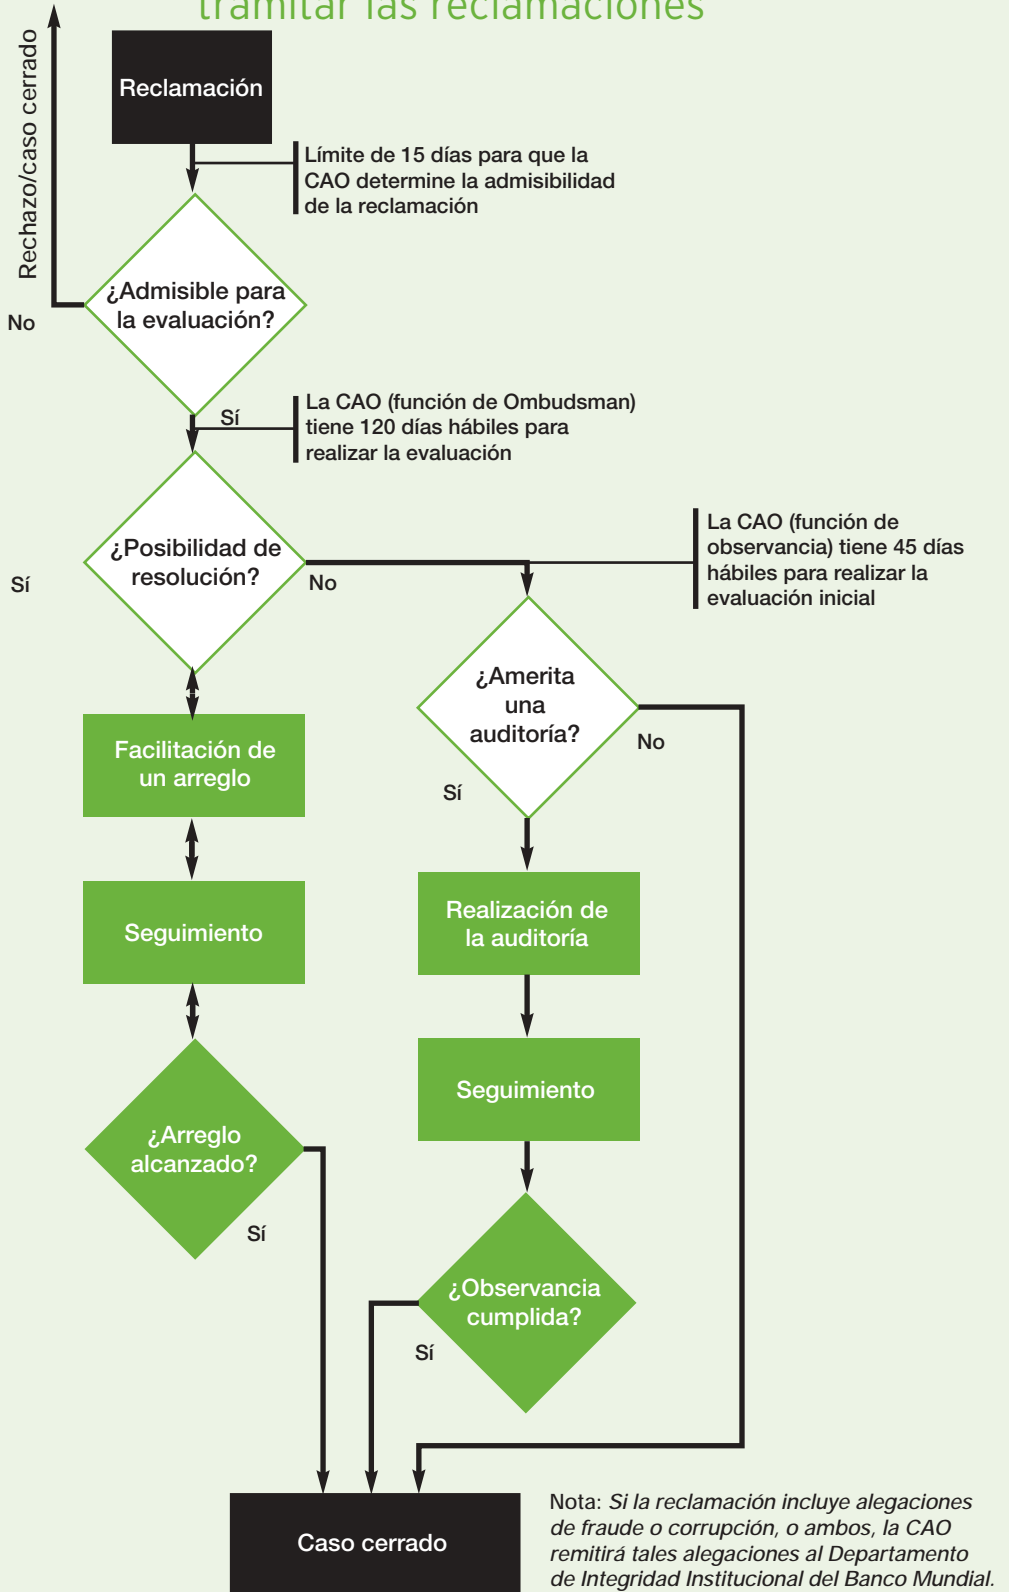 tramitar las reclamaciones
Rechazo/caso cerrado
Reclamación
Límite de 15 días para que la
CAO determine la admisibilidad
de la reclamación
¿Admisible para
la evaluación?
No
Sí
La CAO (función de Ombudsman)
tiene 120 días hábiles para
realizar la evaluación
¿Posibilidad de
resolución?
Sí
No
La CAO (función de
observancia) tiene 45 días
hábiles para realizar la
evaluación inicial
¿Amerita
una
auditoría?
No
Sí
Facilitación de
un arreglo
Seguimiento
Realización de
la auditoría
Seguimiento
¿Arreglo
alcanzado?
Sí
¿Observancia
cumplida?
Sí
Caso cerrado
Nota: Si la reclamación incluye alegaciones
de fraude o corrupción, o ambos, la CAO
remitirá tales alegaciones al Departamento
de Integridad Institucional del Banco Mundial.